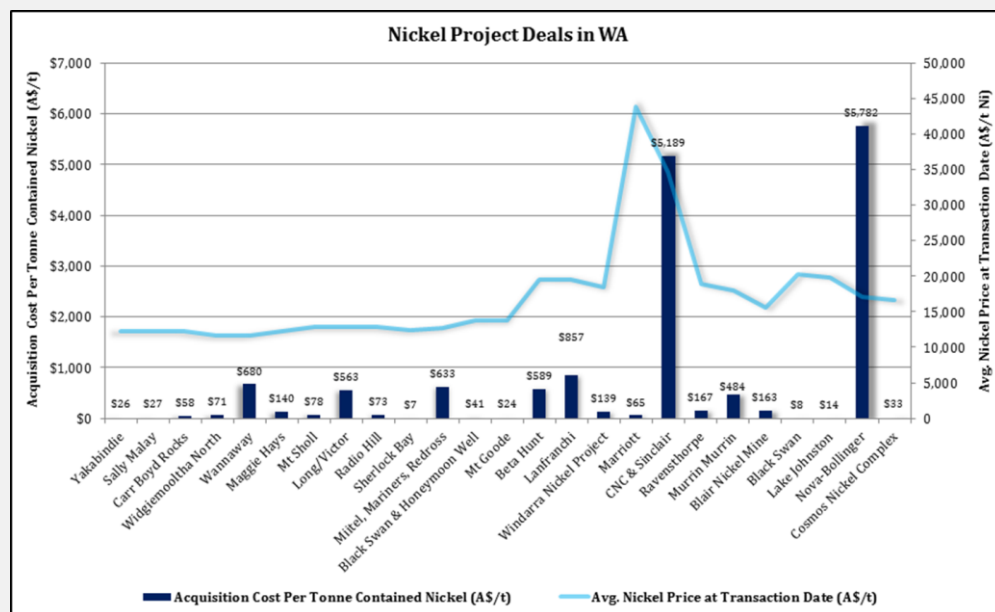 Nickel Project Deals in WA
Acquisition Cost Per Tonne Contained Nickel (A$/t)
$7,000
$6,000
$5,000
$4,000
$3,000
$2,000
$1,000
$0
$26
$27
$58
$71
$680
$140
$78
$563
$73
$7
$633
$41
$24
$589
$857
$139
$65
$5,189
$167
$484
$163
$8
$14
$5,782
$33
50,000
45,000
40,000
35,000
30,000
25,000
20,000
15,000
10,000
5,000
0
Avg. Nickel Price at Transaction Date (A$/t Ni)
Yakabindie
Sally Malay
Carr Boyd Rocks
Widgiemooltha North
Wannaway
Maggie Hays
Mt Sholl
Long/Victor
Radio Hill
Sherlock Bay
Miitel, Mariners, Redross
Black Swan & Honeymoon Well
Mt Goode
Beta Hunt
Lanfranchi
Windarra Nickel Project
Marriott
CNC & Sinclair
Ravensthorpe
Murrin Murrin
Blair Nickel Mine
Black Swan
Lake Johnston
Nova-Bollinger
Cosmos Nickel Complex
Acquisition Cost Per Tonne Contained Nickel (A$/t)
Avg. Nickel Price at Transaction Date (A$/t)